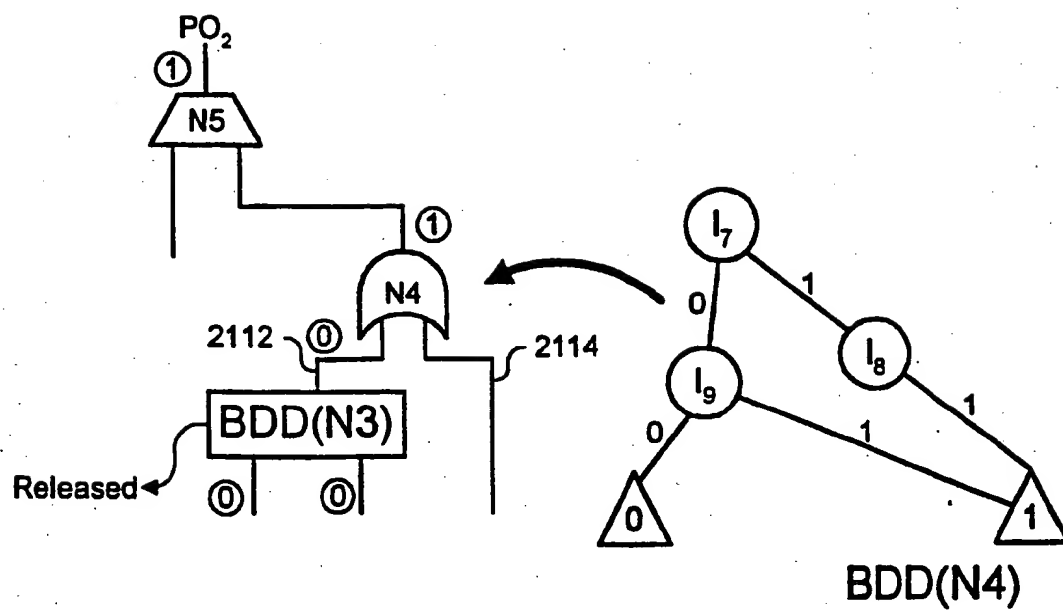 PO₂
①
N5
①
N4
2112
⓪
2114
BDD(N3)
Released
⓪
⓪
I₇
0
1
I₈
I₉
0
1
1
0
1
BDD(N4)